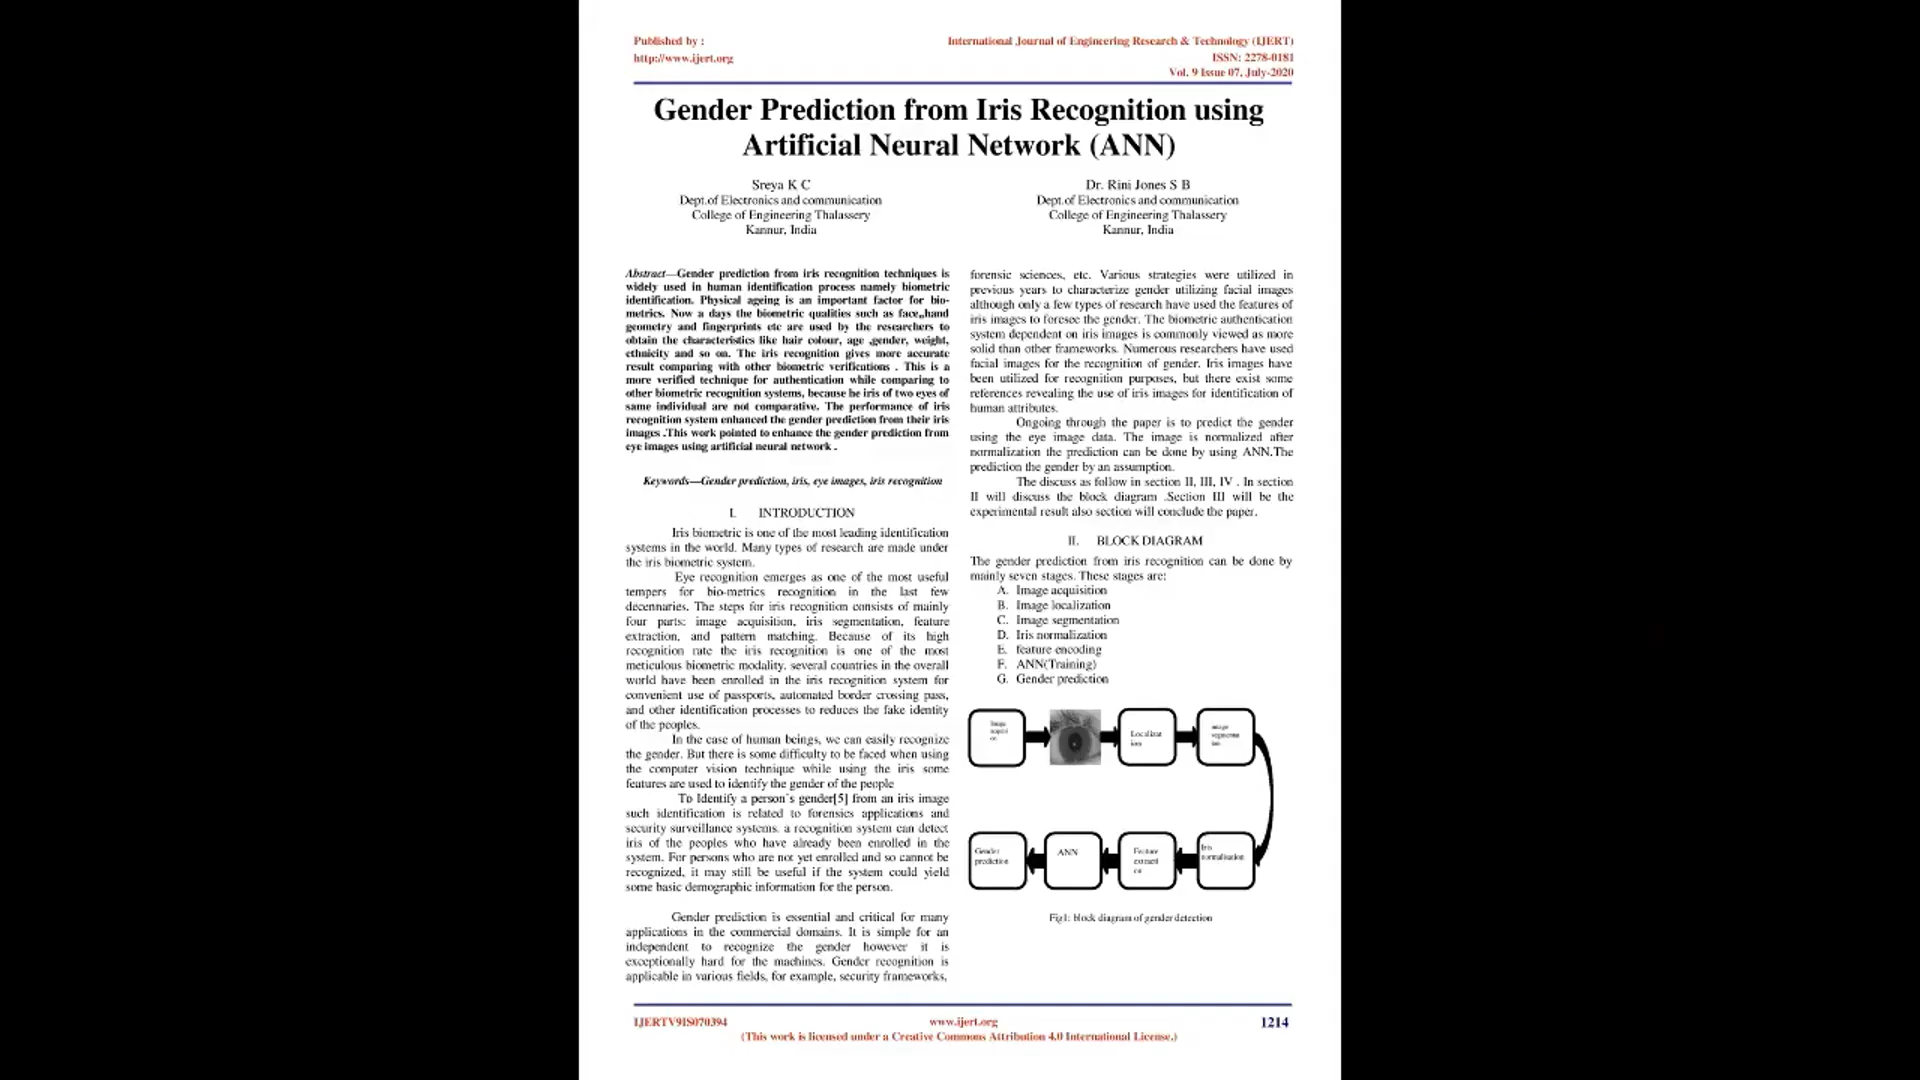 Published by :
http://www.ijert.org
International Journal of Engineering Research & Technology (IJERT)
ISSN: 2278-0181
Vol. 9 Issue 07, July-2020
Gender Prediction from Iris Recognition using
Artificial Neural Network (ANN)
Sreya K C
Dept.of Electronics and communication
College of Engineering Thalassery
Kannur, India
Dr. Rini Jones S B
Dept.of Electronics and communication
College of Engineering Thalassery
Kannur, India
Abstract—Gender prediction from iris recognition techniques is
widely used in human identification process namely biometric
identification. Physical ageing is an important factor for bio-
metrics. Now a days the biometric qualities such as face,,hand
geometry and fingerprints etc are used by the researchers to
obtain the characteristics like hair colour, age ,gender, weight,
ethnicity and so on. The iris recognition gives more accurate
result comparing with other biometric verifications . This is a
more verified technique for authentication while comparing to
other biometric recognition systems, because he iris of two eyes of
same individual are not comparative. The performance of iris
recognition system enhanced the gender prediction from their iris
images .This work pointed to enhance the gender prediction from
eye images using artificial neural network .
Keywords—Gender prediction, iris, eye images, iris recognition
I. INTRODUCTION
Iris biometric is one of the most leading identification
systems in the world. Many types of research are made under
the iris biometric system.
Eye recognition emerges as one of the most useful
tempers for bio-metrics recognition in the last few
decennaries. The steps for iris recognition consists of mainly
four parts: image acquisition, iris segmentation, feature
extraction, and pattern matching. Because of its high
recognition rate the iris recognition is one of the most
meticulous biometric modality. several countries in the overall
world have been enrolled in the iris recognition system for
convenient use of passports, automated border crossing pass,
and other identification processes to reduces the fake identity
of the peoples.
In the case of human beings, we can easily recognize
the gender. But there is some difficulty to be faced when using
the computer vision technique while using the iris some
features are used to identify the gender of the people
To Identify a person's gender[5] from an iris image
such identification is related to forensics applications and
security surveillance systems. a recognition system can detect
iris of the peoples who have already been enrolled in the
system. For persons who are not yet enrolled and so cannot be
recognized, it may still be useful if the system could yield
some basic demographic information for the person.
Gender prediction is essential and critical for many
applications in the commercial domains. It is simple for an
independent to recognize the gender however it is
exceptionally hard for the machines. Gender recognition is
applicable in various fields, for example, security frameworks,
forensic sciences, etc. Various strategies were utilized in
previous years to characterize gender utilizing facial images
although only a few types of research have used the features of
iris images to foresee the gender. The biometric authentication
system dependent on iris images is commonly viewed as more
solid than other frameworks. Numerous researchers have used
facial images for the recognition of gender. Iris images have
been utilized for recognition purposes, but there exist some
references revealing the use of iris images for identification of
human attributes.
Ongoing through the paper is to predict the gender
using the eye image data. The image is normalized after
normalization the prediction can be done by using ANN.The
prediction the gender by an assumption.
The discuss as follow in section II, III, IV . In section
II will discuss the block diagram .Section III will be the
experimental result also section will conclude the paper.
II. BLOCK DIAGRAM
The gender prediction from iris recognition can be done by
mainly seven stages. These stages are:
A. Image acquisition
B. Image localization
C. Image segmentation
D. Iris normalization
E. feature encoding
F. ANN(Training)
G. Gender prediction
Image
acquisi
on
Localizat
ion
image
segmenta
ion
Gender
prediction
ANN
Feature
extracti
on
Iris
normalisation
Fig1: block diagram of gender detection
IJERTV9IS070394
www.ijert.org
1214
(This work is licensed under a Creative Commons Attribution 4.0 International License.)